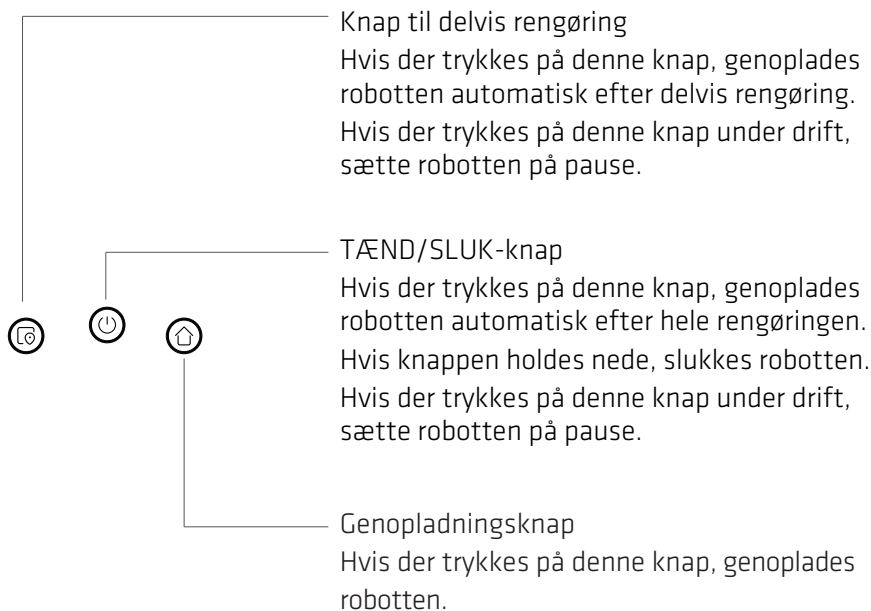 Knap til delvis rengøring
Hvis der trykkes på denne knap, genoplades
robotten automatisk efter delvis rengøring.
Hvis der trykkes på denne knap under drift,
sætte robotten på pause.
TÆND/SLUK-knap
Hvis der trykkes på denne knap, genoplades
robotten automatisk efter hele rengøringen.
Hvis knappen holdes nede, slukkes robotten.
Hvis der trykkes på denne knap under drift,
sætte robotten på pause.
Genopladningsknap
Hvis der trykkes på denne knap, genoplades
robotten.